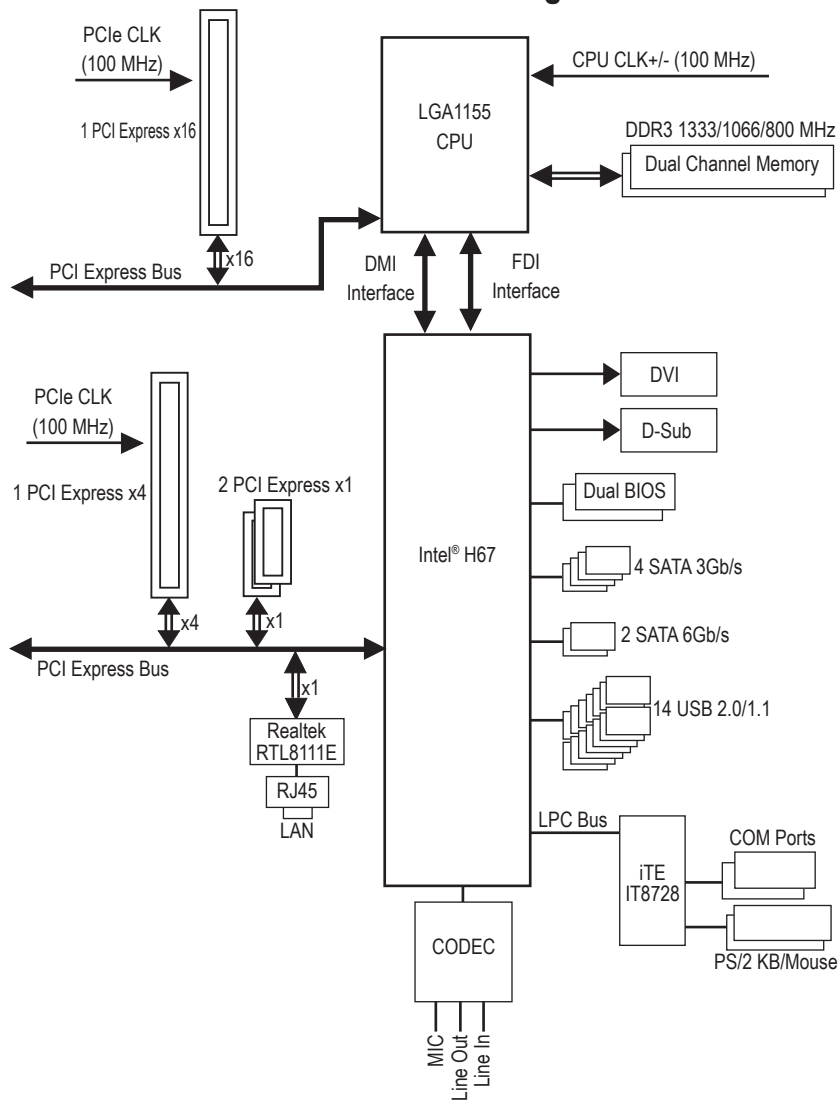 PCIe CLK
(100 MHz)
1 PCI Express x16
x16
PCI Express Bus
LGA1155
CPU
CPU CLK+/- (100 MHz)
DDR3 1333/1066/800 MHz
Dual Channel Memory
DMI
Interface
FDI
Interface
PCIe CLK
(100 MHz)
1 PCI Express x4
2 PCI Express x1
x4
x1
PCI Express Bus
x1
Realtek
RTL8111E
RJ45
LAN
Intel® H67
DVI
D-Sub
Dual BIOS
4 SATA 3Gb/s
2 SATA 6Gb/s
14 USB 2.0/1.1
LPC Bus
iTE
IT8728
COM Ports
PS/2 KB/Mouse
CODEC
MIC
Line Out
Line In